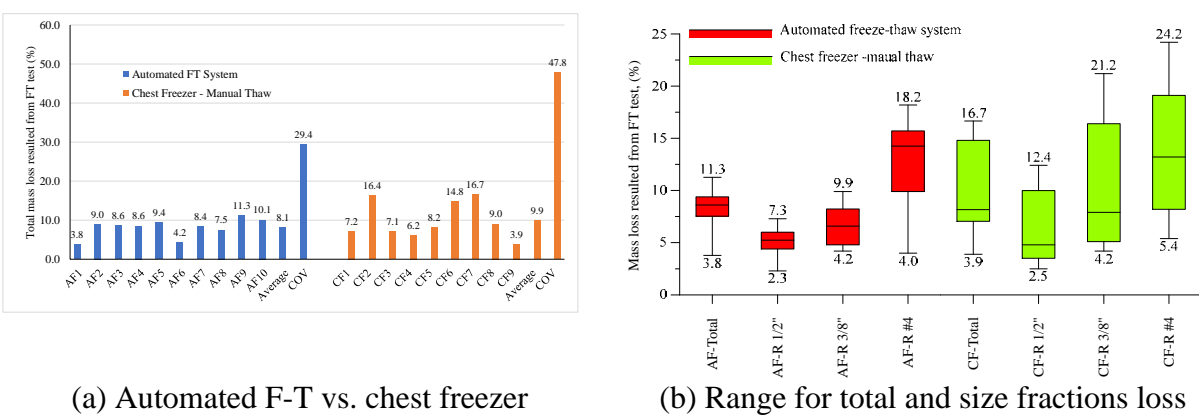 60.0
50.0
40.0
30.0
20.0
10.0
0.0
Total mass loss resulted from FT test (%)
Automated FT System
Chest Freezer - Manual Thaw
3.8
9.0
8.6
8.6
9.4
4.2
8.4
7.5
11.3
10.1
8.1
29.4
7.2
16.4
7.1
6.2
8.2
14.8
16.7
9.0
3.9
9.9
47.8
AF1
AF2
AF3
AF4
AF5
AF6
AF7
AF8
AF9
AF10
Average
COV
CF1
CF2
CF3
CF4
CF5
CF6
CF7
CF8
CF9
Average
COV
(a) Automated F-T vs. chest freezer
25
20
15
10
5
0
Mass loss resulted from FT test, (%)
Automated freeze-thaw system
Chest freezer -maual thaw
11.3
3.8
7.3
2.3
9.9
4.2
18.2
4.0
16.7
3.9
12.4
2.5
21.2
4.2
24.2
5.4
AF-Total
AF-R 1/2"
AF-R 3/8"
AF-R #4
CF-Total
CF-R 1/2"
CF-R 3/8"
CF-R #4
(b) Range for total and size fractions loss